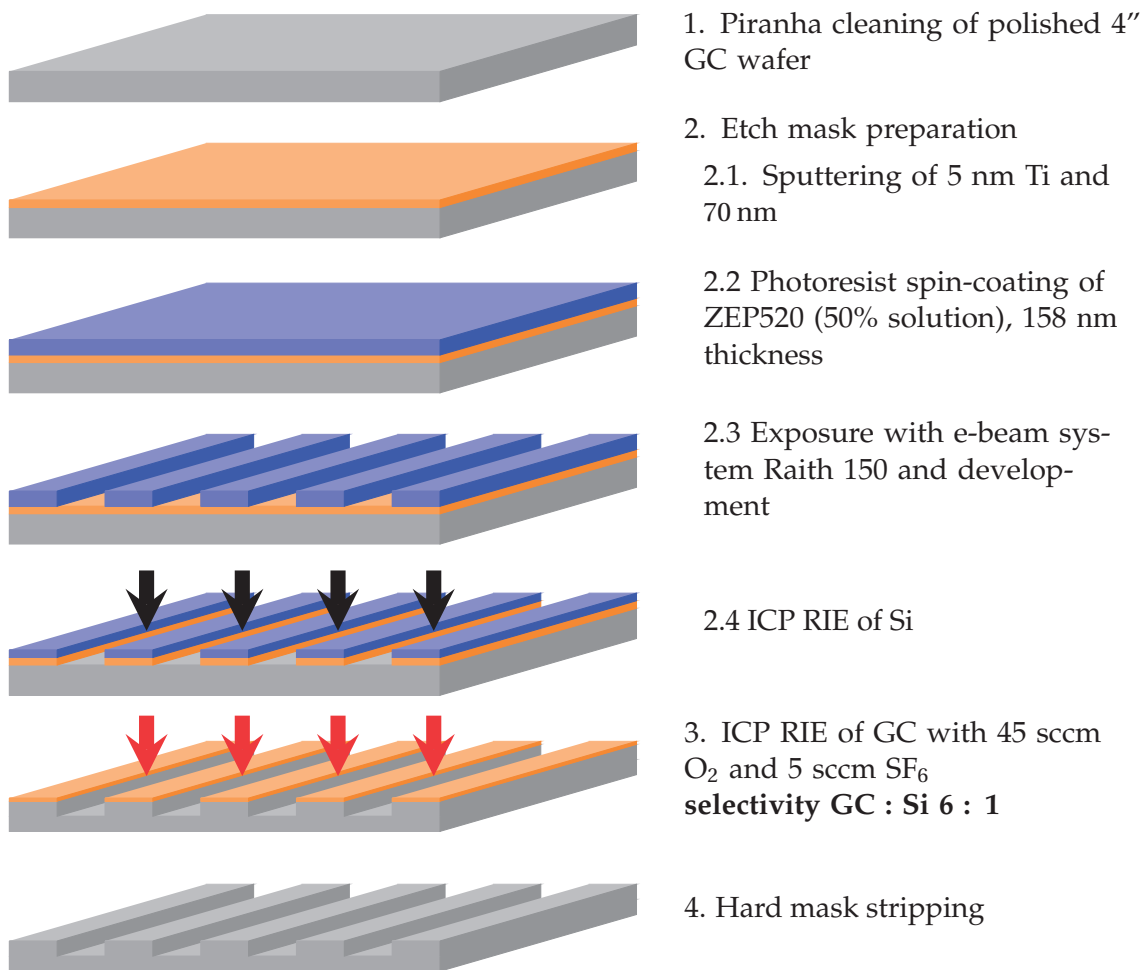 1. Piranha cleaning of polished 4″
GC wafer
2. Etch mask preparation
2.1. Sputtering of 5 nm Ti and
70 nm
2.2 Photoresist spin-coating of
ZEP520 (50% solution), 158 nm
thickness
2.3 Exposure with e-beam sys-
tem Raith 150 and develop-
ment
2.4 ICP RIE of Si
3. ICP RIE of GC with 45 sccm
O₂ and 5 sccm SF₆
selectivity GC : Si 6 : 1
4. Hard mask stripping